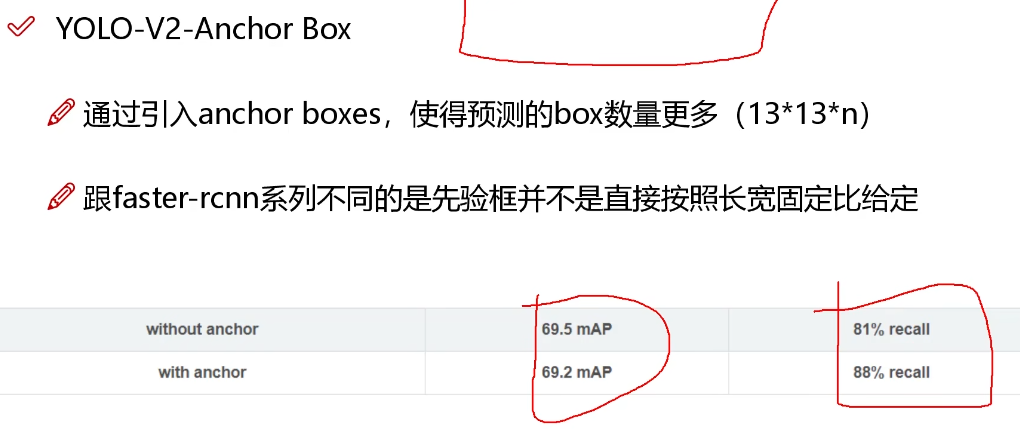 YOLO-V2-Anchor Box
通过引入anchor boxes，使得预测的box数量更多（13*13*n）
跟faster-rcnn系列不同的是先验框并不是直接按照长宽固定比给定
without anchor 69.5 mAP 81% recall
with anchor 69.2 mAP 88% recall